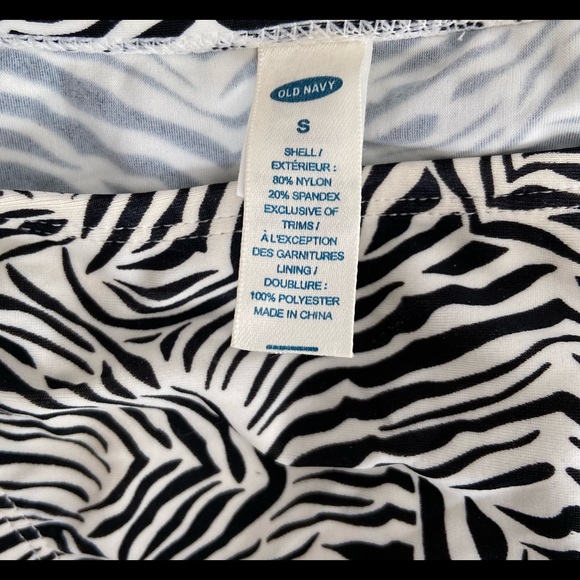 OLD NAVY
S
SHELL /
EXTÉRIEUR :
80% NYLON
20% SPANDEX
EXCLUSIVE OF
TRIMS /
À L'EXCEPTION
DES GARNITURES
LINING /
DOUBLURE :
100% POLYESTER
MADE IN CHINA